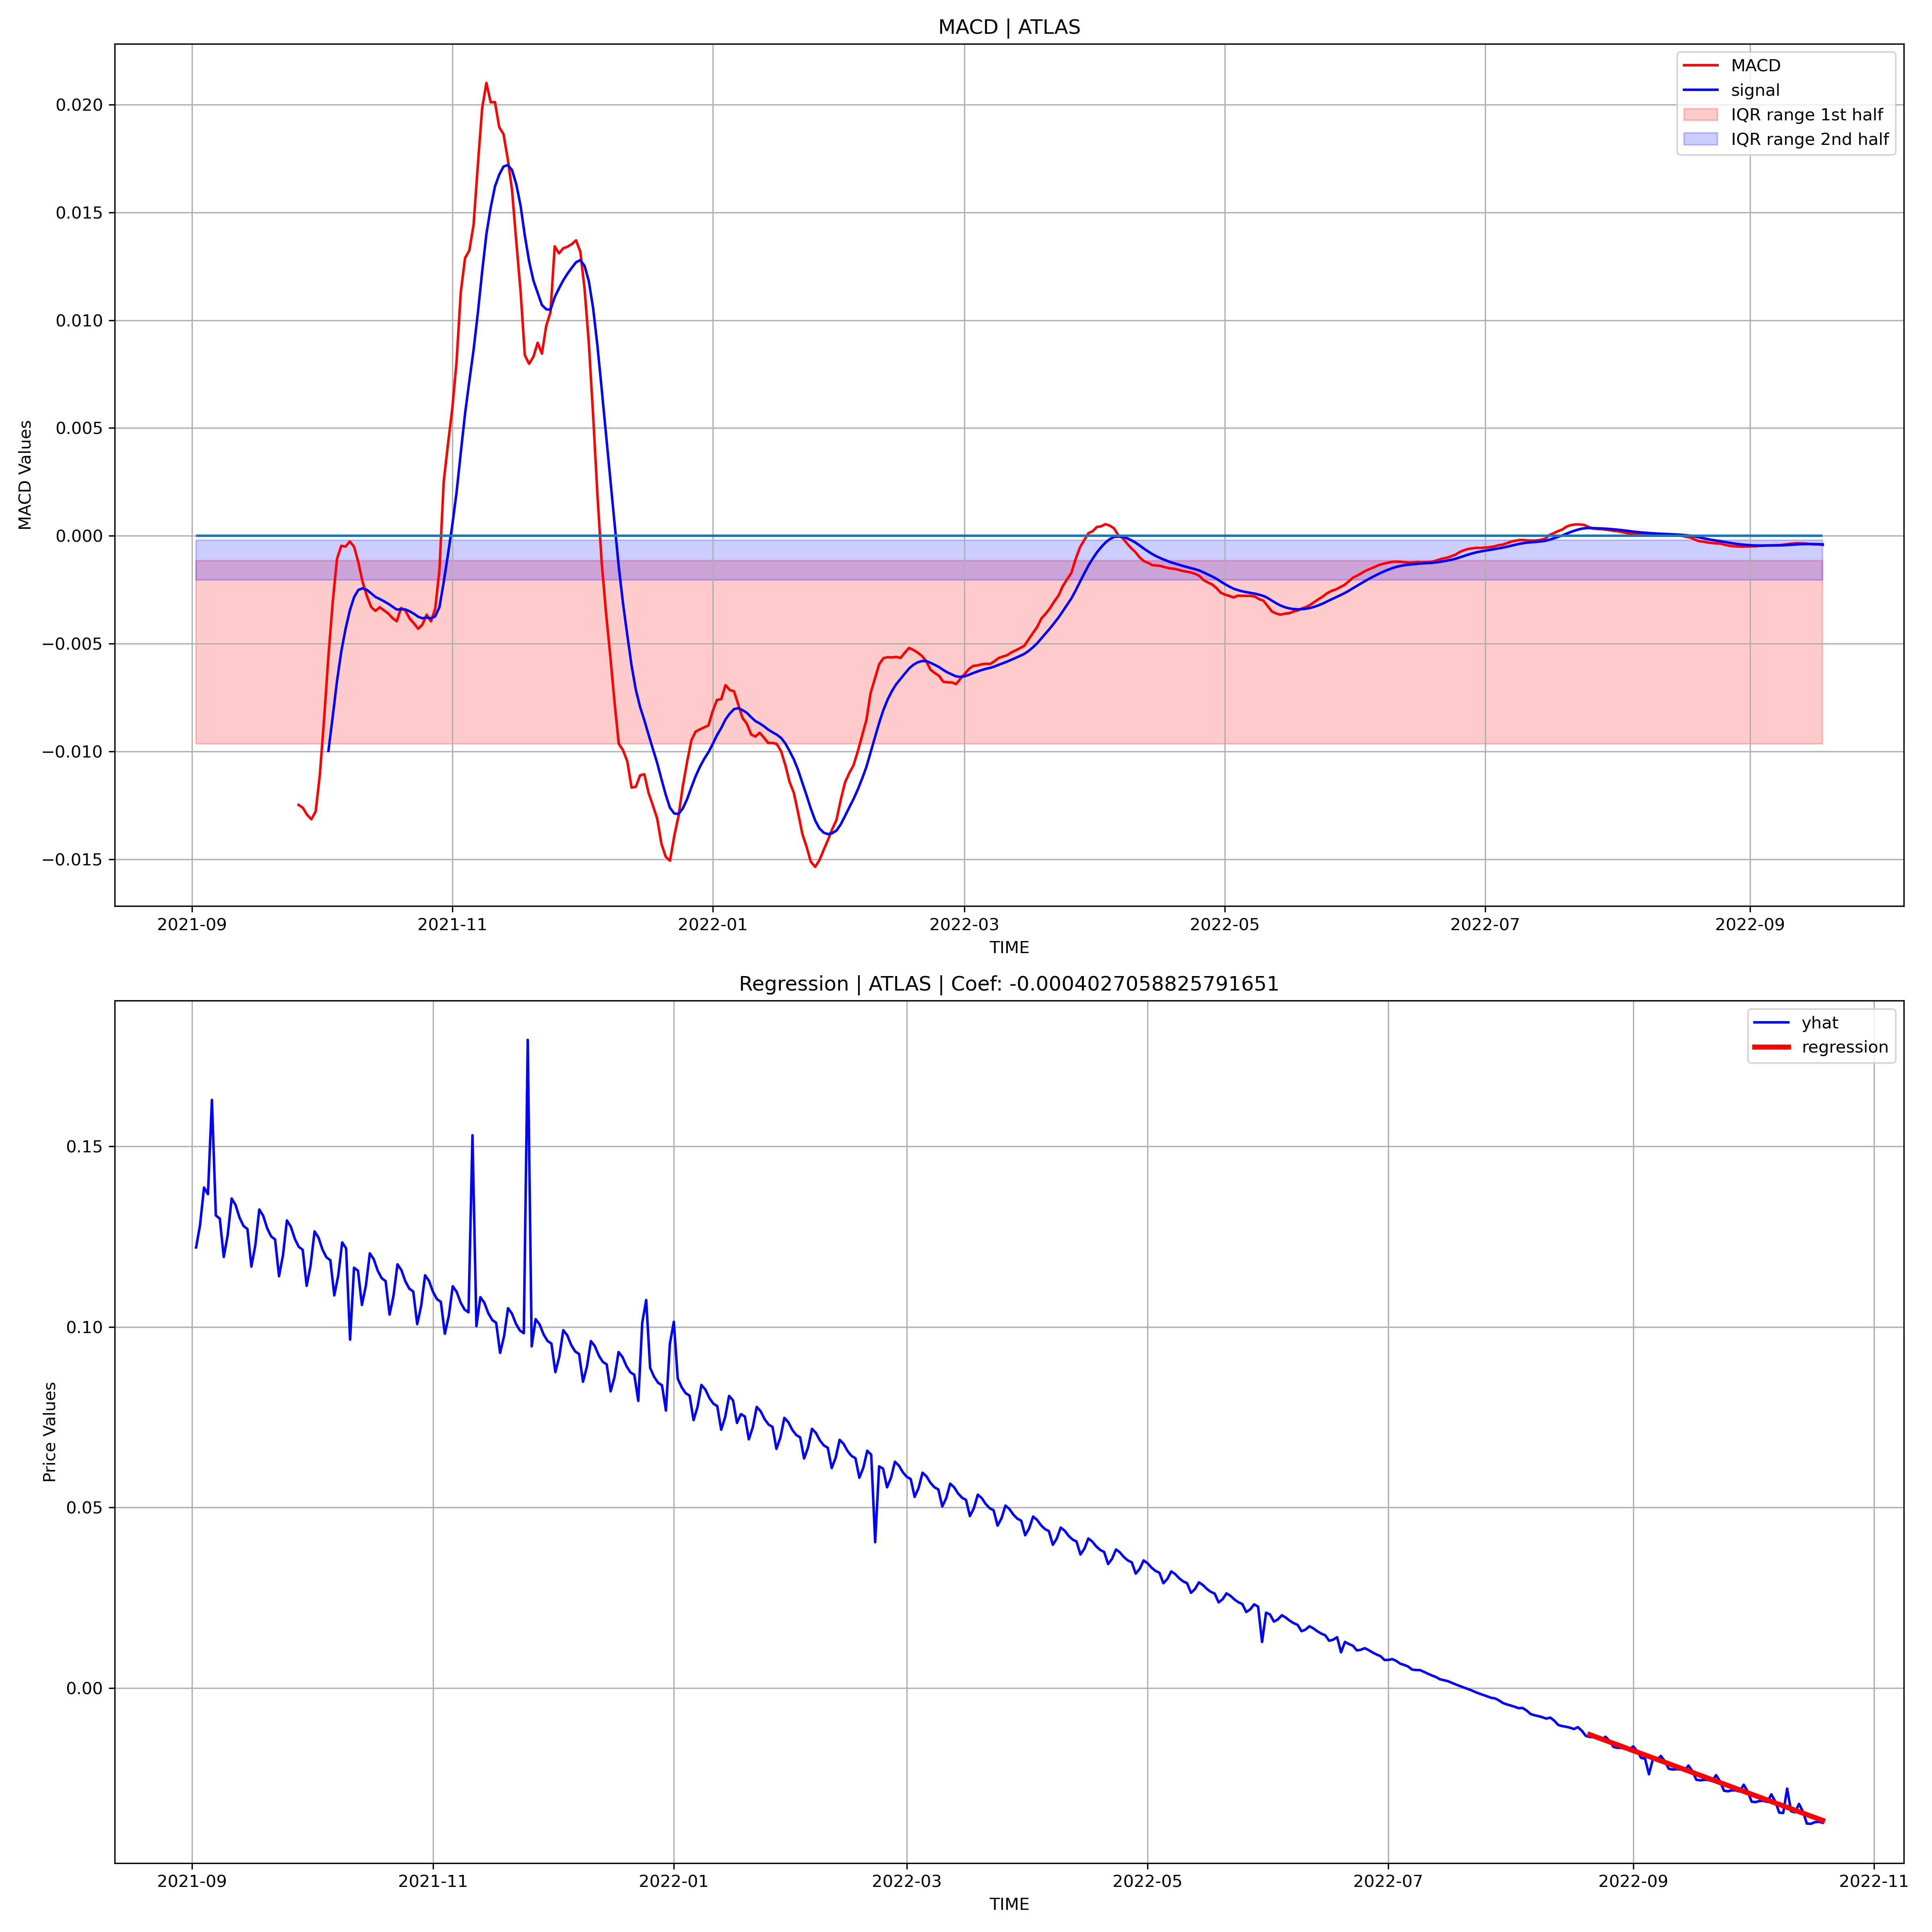 MACD | ATLAS
MACD
signal
IQR range 1st half
IQR range 2nd half
MACD Values
0.020
0.015
0.010
0.005
0.000
−0.005
−0.010
−0.015
2021-09 2021-11 2022-01 2022-03 2022-05 2022-07 2022-09
TIME
Regression | ATLAS | Coef: -0.0004027058825791651
yhat
regression
Price Values
0.15
0.10
0.05
0.00
2021-09 2021-11 2022-01 2022-03 2022-05 2022-07 2022-09 2022-11
TIME